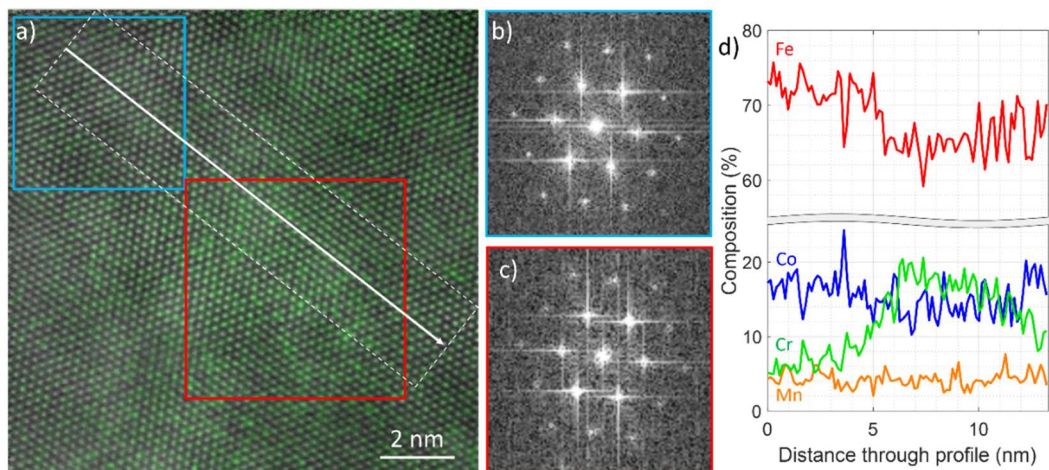 a)
2 nm
b)
c)
d)
Composition (%)
80
70
60
20
10
0
Fe
Co
Cr
Mn
0
5
10
Distance through profile (nm)